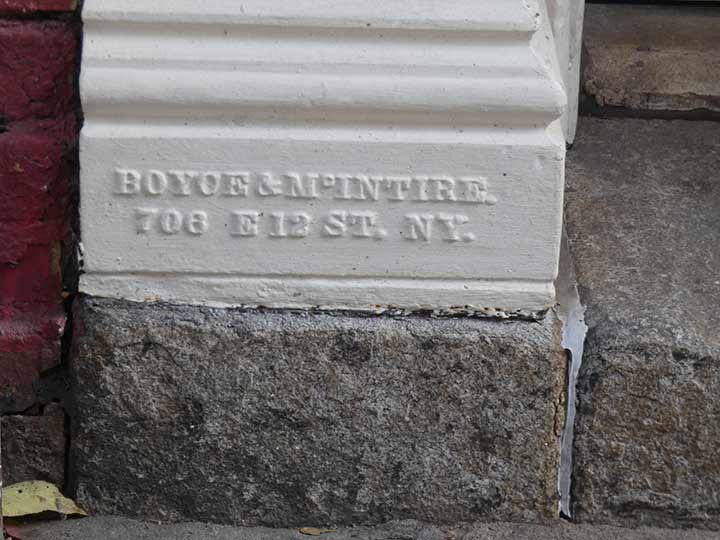 BOYCE & McINTIRE.
706 E 12 ST. NY.